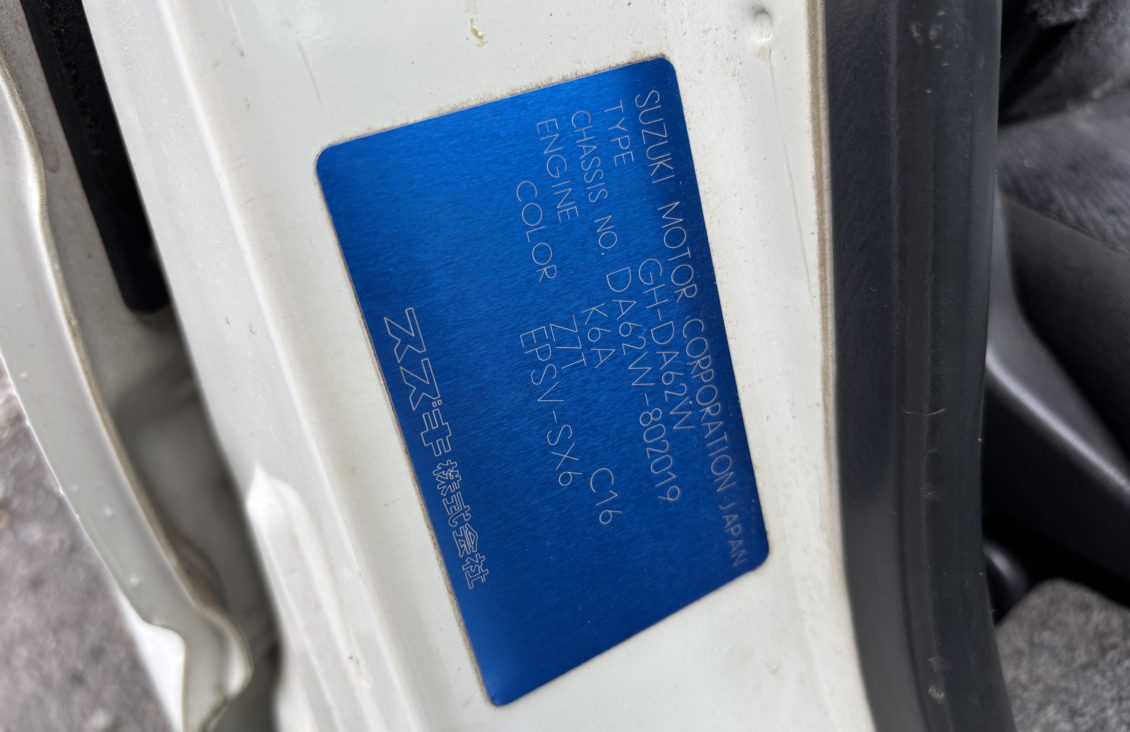 SUZUKI MOTOR CORPORATION JAPAN
TYPE GH-DA62W
CHASSIS NO. DA62W-802019
ENGINE K6A C16
COLOR Z7T
EPSV-SX6
スズキ株式会社